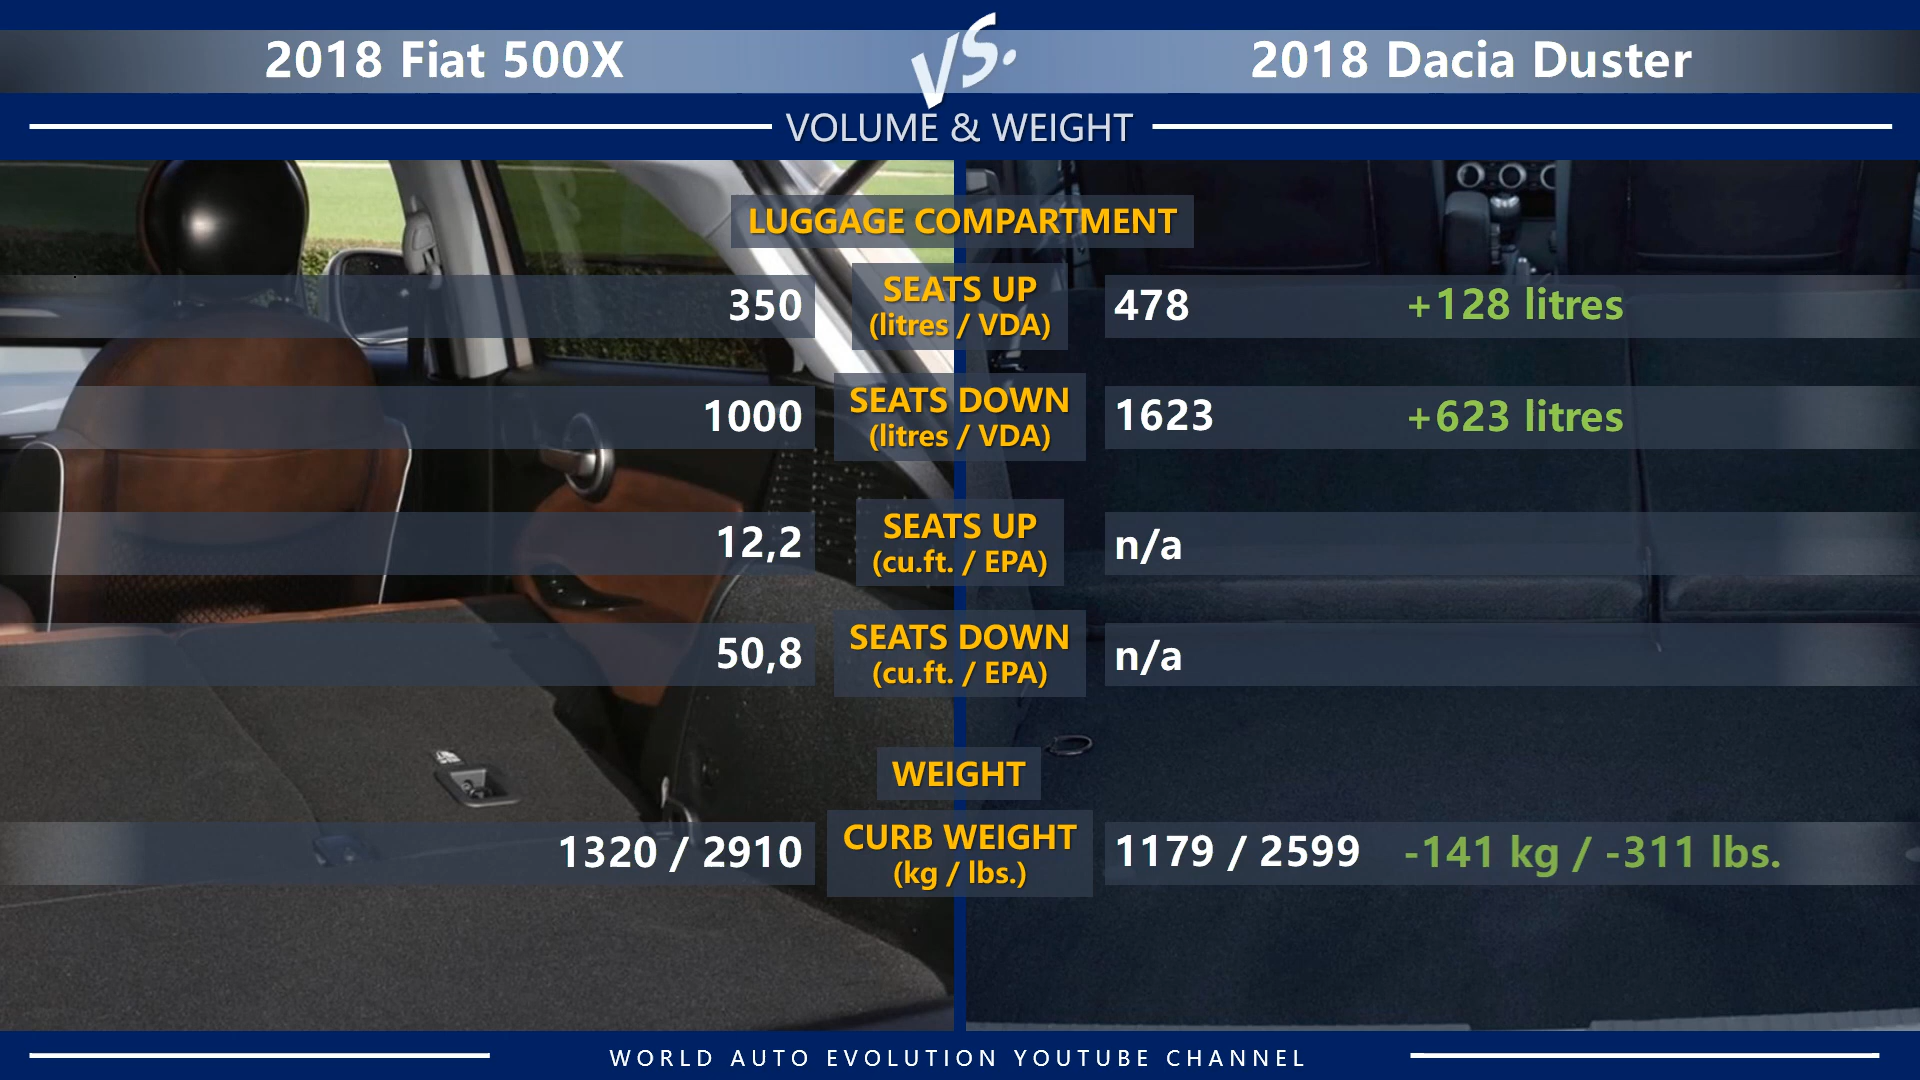 2018 Fiat 500X
VS.
2018 Dacia Duster
VOLUME & WEIGHT
LUGGAGE COMPARTMENT
350
SEATS UP
(litres / VDA)
478
+128 litres
1000
SEATS DOWN
(litres / VDA)
1623
+623 litres
12,2
SEATS UP
(cu.ft. / EPA)
n/a
50,8
SEATS DOWN
(cu.ft. / EPA)
n/a
WEIGHT
1320 / 2910
CURB WEIGHT
(kg / lbs.)
1179 / 2599
-141 kg / -311 lbs.
WORLD AUTO EVOLUTION YOUTUBE CHANNEL